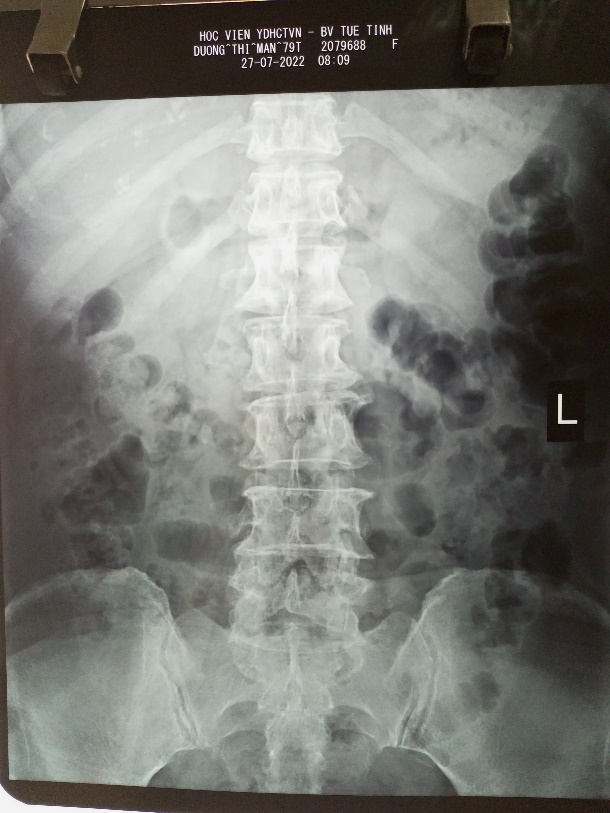 HOC VIEN YDHCTVN - BV TUE TINH
DUONG^THI^MAN^79T 2079688 F
27-07-2022 08:09
L